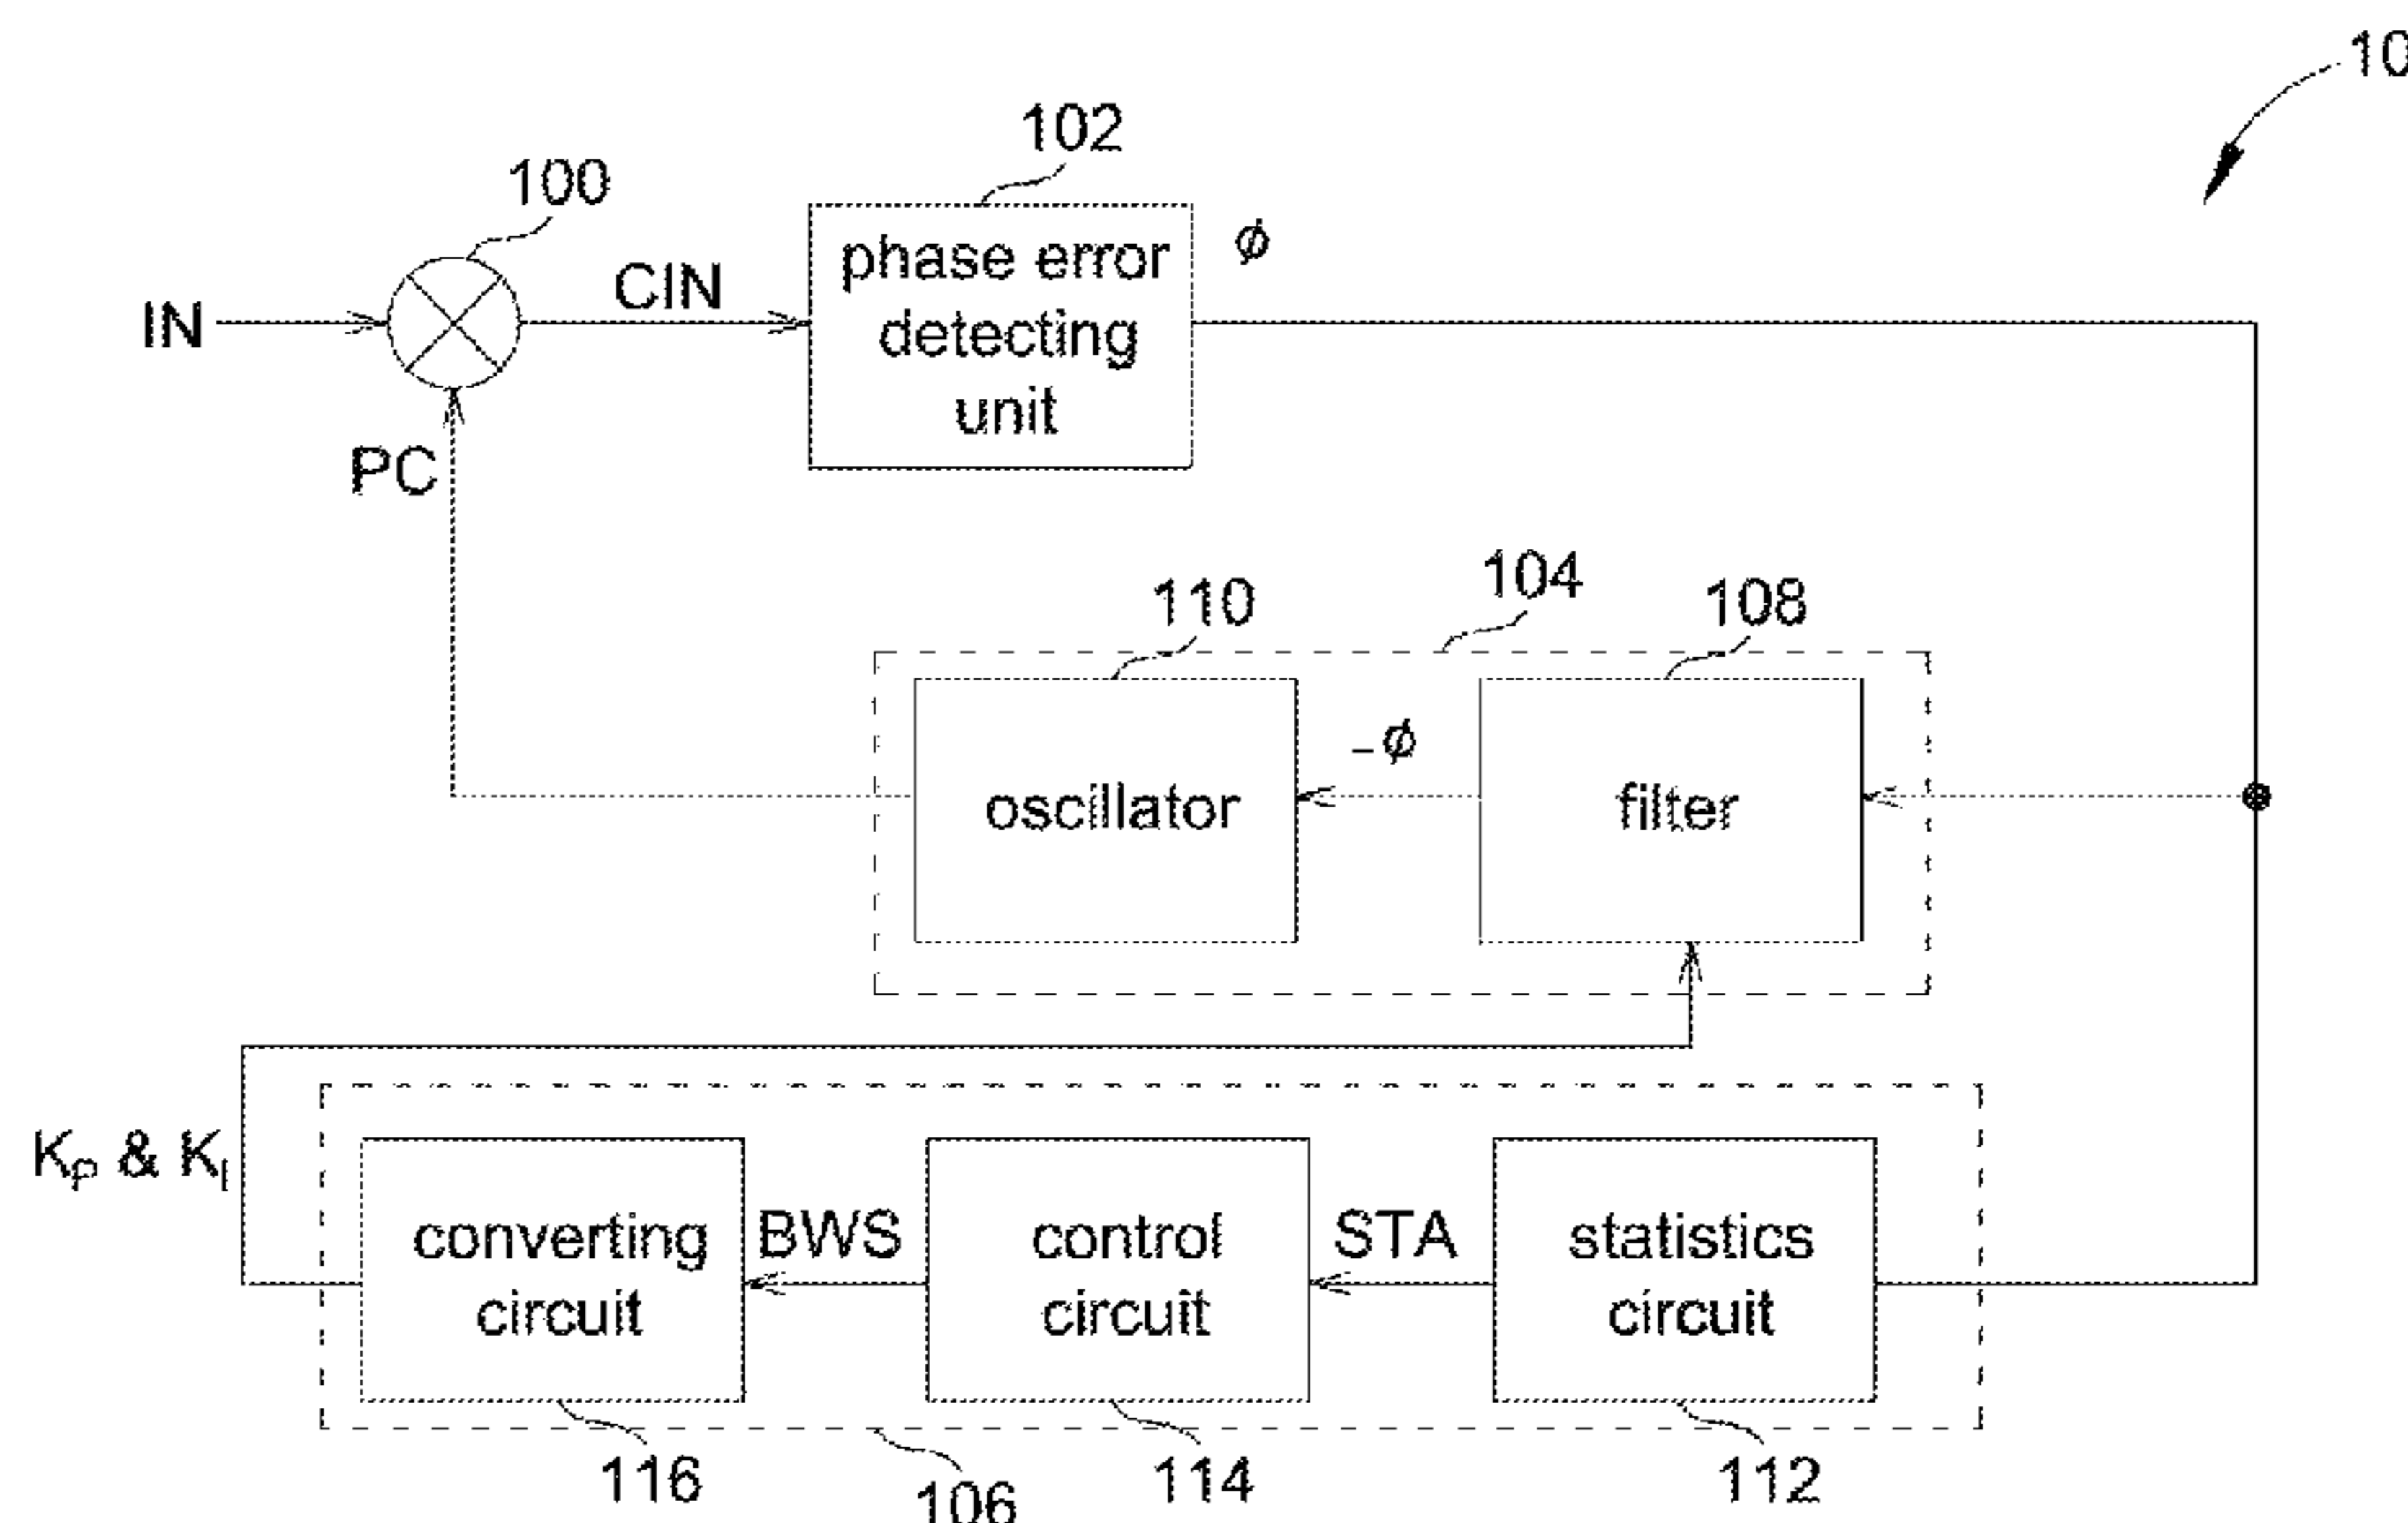 10
102
100
phase error
detecting
unit
ϕ
IN
CIN
PC
104
110
108
oscillator
-ϕ
filter
KP & KI
converting
circuit
BWS
control
circuit
STA
statistics
circuit
116
106
114
112